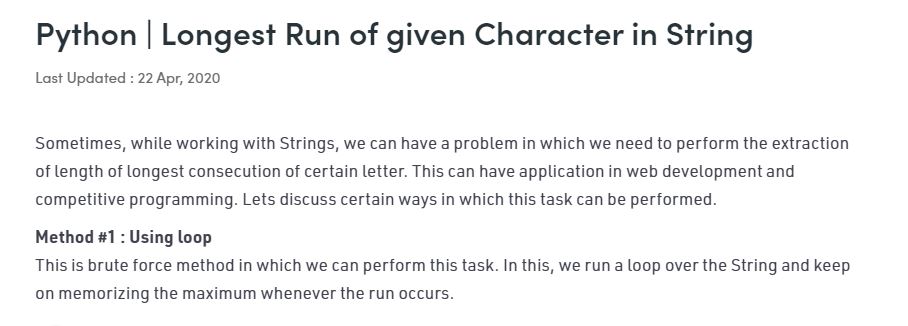 Python | Longest Run of given Character in String
Last Updated : 22 Apr, 2020
Sometimes, while working with Strings, we can have a problem in which we need to perform the extraction
of length of longest consecution of certain letter. This can have application in web development and
competitive programming. Lets discuss certain ways in which this task can be performed.
Method #1 : Using loop
This is brute force method in which we can perform this task. In this, we run a loop over the String and keep
on memorizing the maximum whenever the run occurs.